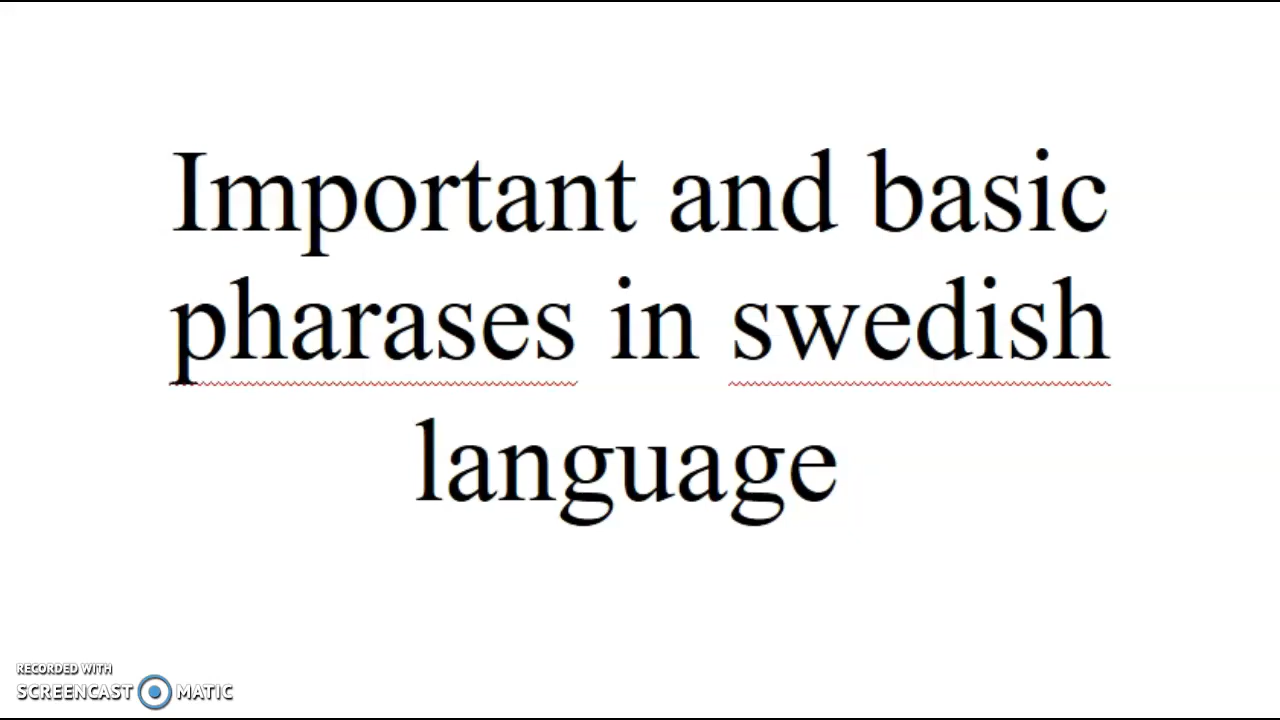 Important and basic
pharases in swedish
language
RECORDED WITH
SCREENCAST MATIC